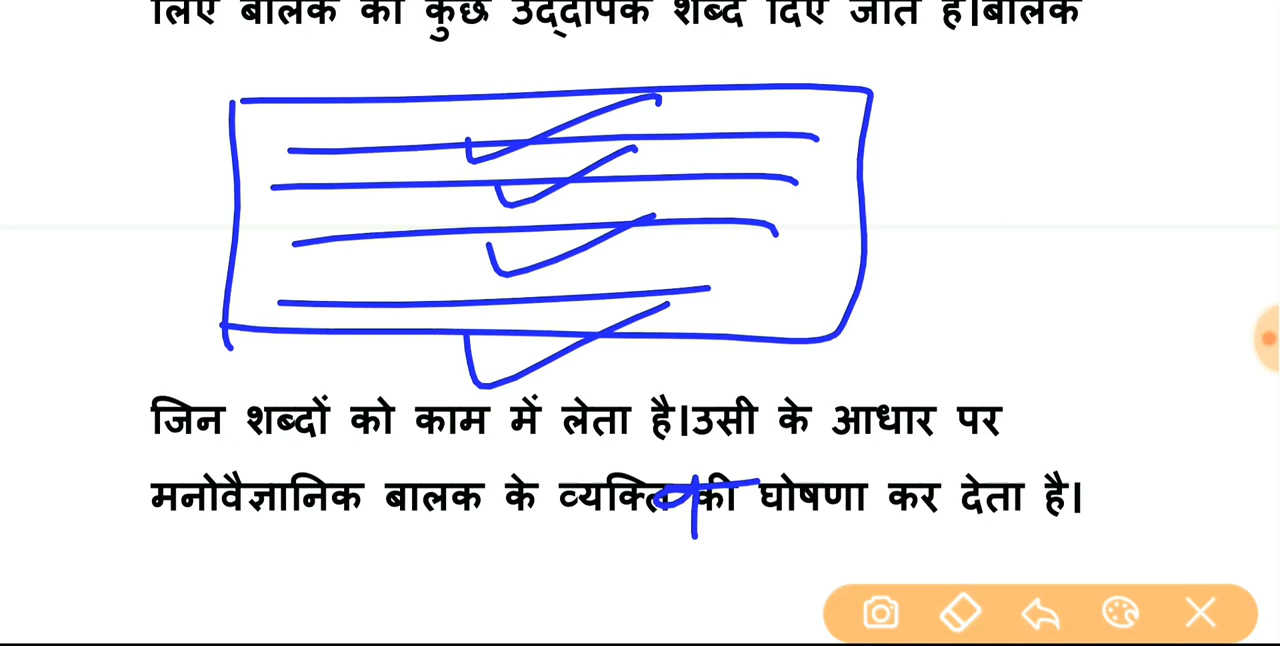 लिए बालक को कुछ उद्दीपक शब्द दिए जाते है।बालक
जिन शब्दों को काम में लेता है।उसी के आधार पर
मनोवैज्ञानिक बालक के व्यक्तित्व की घोषणा कर देता है।